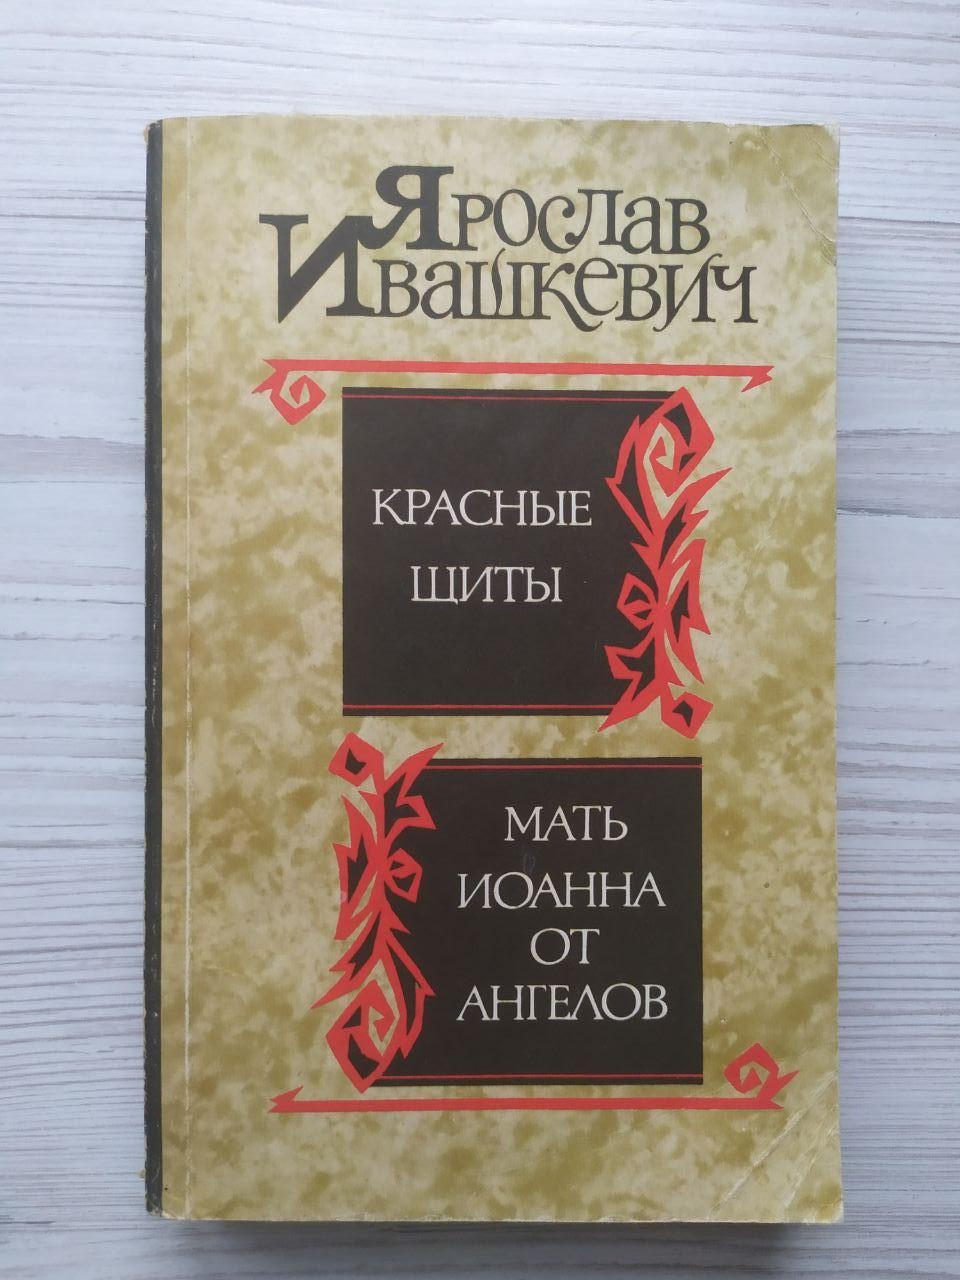 Ярослав
Ивашкевич
КРАСНЫЕ
ЩИТЫ
МАТЬ
ИОАННА
ОТ
АНГЕЛОВ